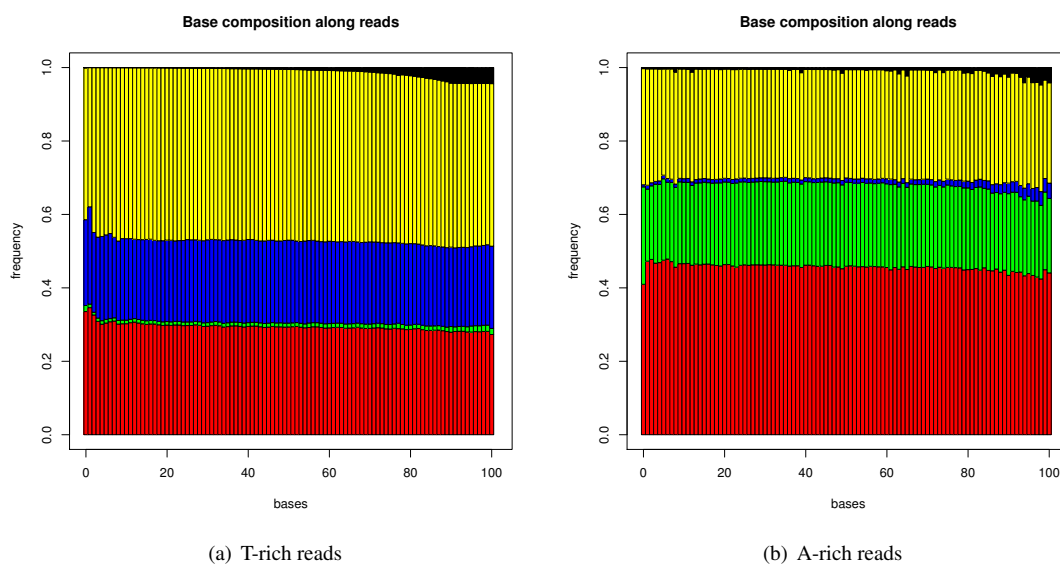 Base composition along reads
frequency
0.0 0.2 0.4 0.6 0.8 1.0
0 20 40 60 80 100
bases
(a) T-rich reads
Base composition along reads
frequency
0.0 0.2 0.4 0.6 0.8 1.0
0 20 40 60 80 100
bases
(b) A-rich reads